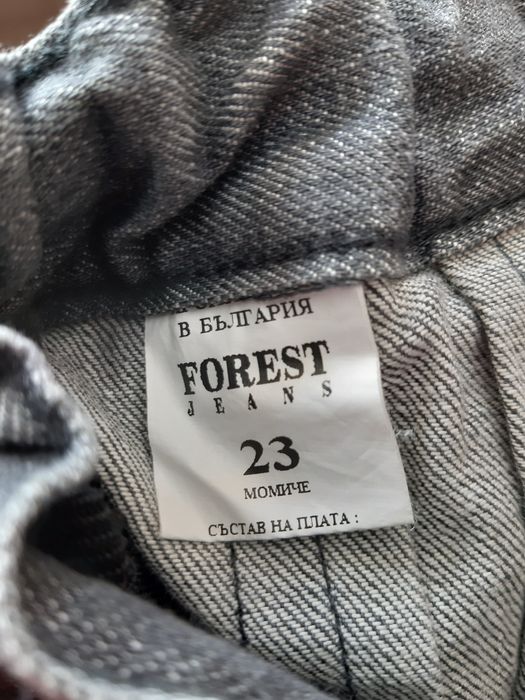 В БЪЛГАРИЯ
FOREST
JEANS
23
МОМИЧЕ
СЪСТАВ НА ПЛАТА :